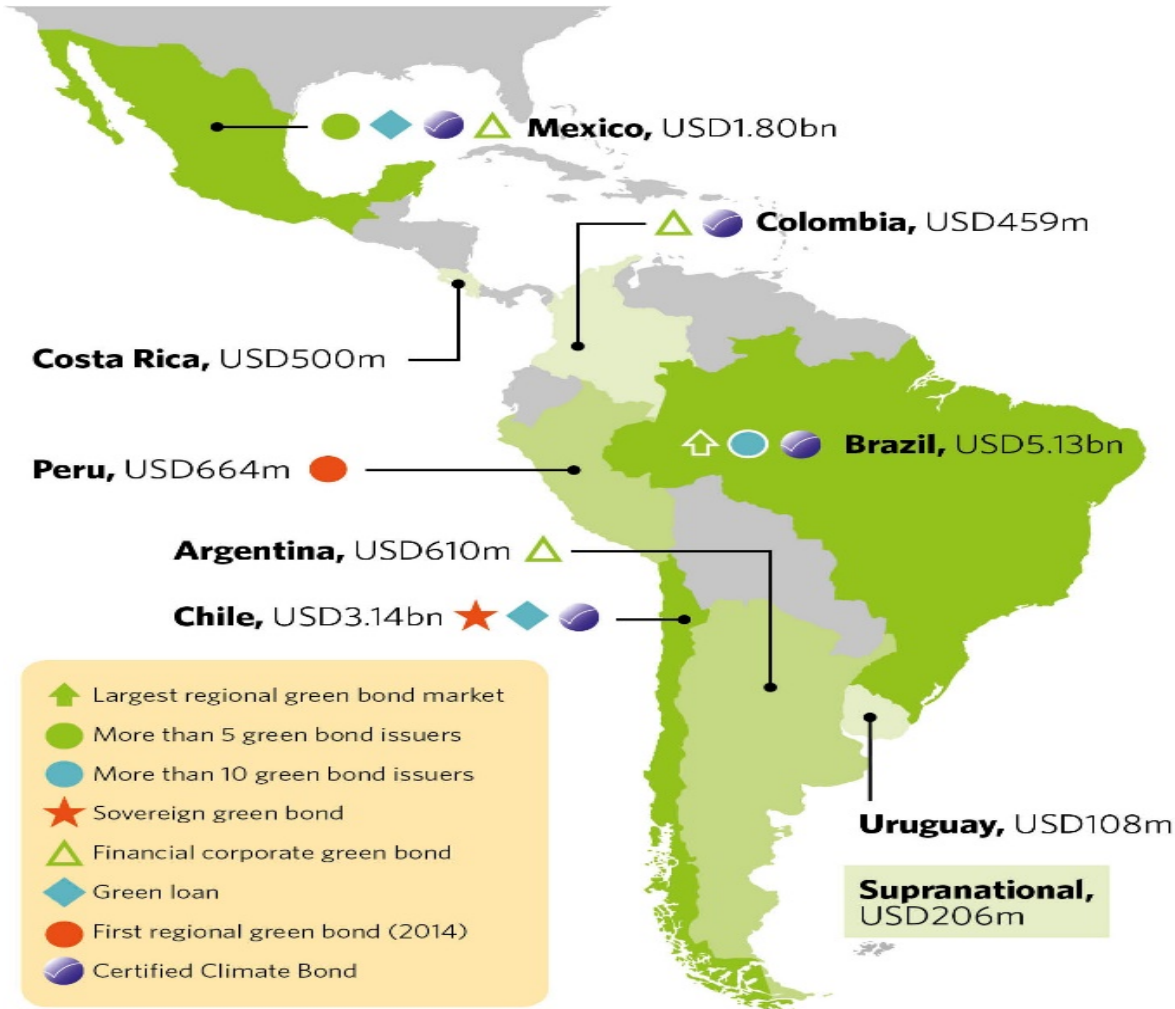 Mexico, USD1.80bn
Colombia, USD459m
Costa Rica, USD500m
Brazil, USD5.13bn
Peru, USD664m
Argentina, USD610m
Chile, USD3.14bn
Largest regional green bond market
More than 5 green bond issuers
More than 10 green bond issuers
Sovereign green bond
Financial corporate green bond
Green loan
First regional green bond (2014)
Certified Climate Bond
Uruguay, USD108m
Supranational,
USD206m